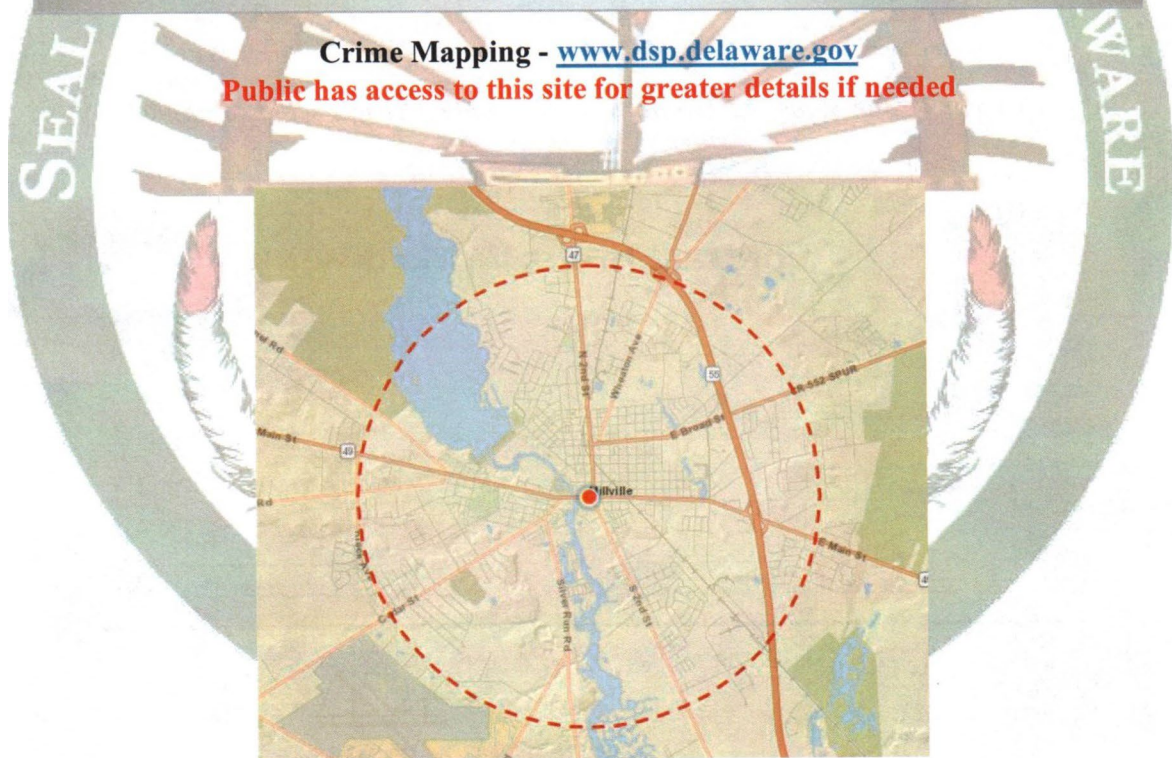 SEAL
WARE
Crime Mapping - www.dsp.delaware.gov
Public has access to this site for greater details if needed
47
N 2nd St
Wheaton Ave
55
CR-552-SPUR
E Broad St
Main St
49
Millville
Rd
E Main St
Cedar St
Silver Run Rd
S 2nd St